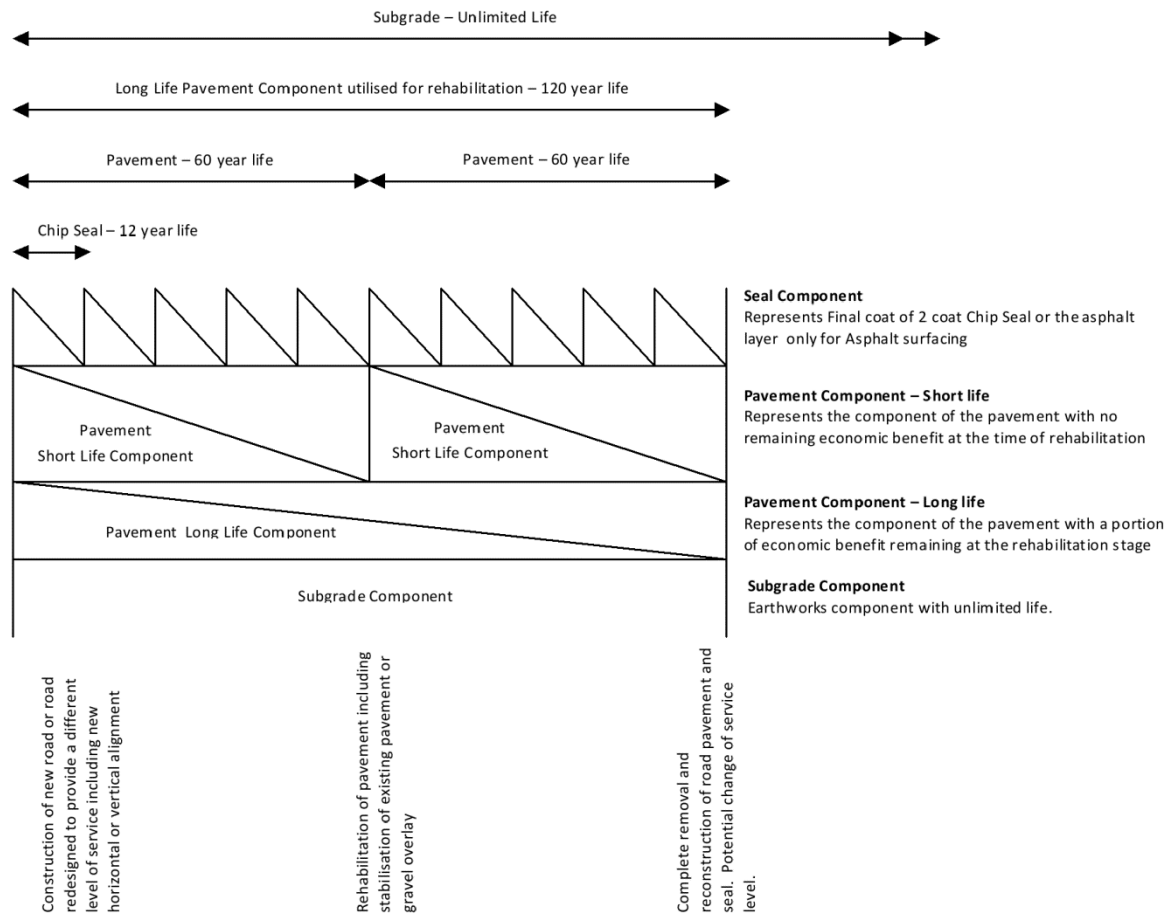 Subgrade – Unlimited Life
Long Life Pavement Component utilised for rehabilitation – 120 year life
Pavement – 60 year life
Pavement – 60 year life
Chip Seal – 12 year life
Seal Component
Represents Final coat of 2 coat Chip Seal or the asphalt
layer only for Asphalt surfacing
Pavement Component – Short life
Represents the component of the pavement with no
remaining economic benefit at the time of rehabilitation
Pavement
Short Life Component
Pavement
Short Life Component
Pavement Component – Long life
Represents the component of the pavement with a portion
of economic benefit remaining at the rehabilitation stage
Pavement Long Life Component
Subgrade Component
Earthworks component with unlimited life.
Subgrade Component
Construction of new road or road
redesigned to provide a different
level of service including new
horizontal or vertical alignment
Rehabilitation of pavement including
stabilisation of existing pavement or
gravel overlay
Complete removal and
reconstruction of road pavement and
seal. Potential change of service
level.